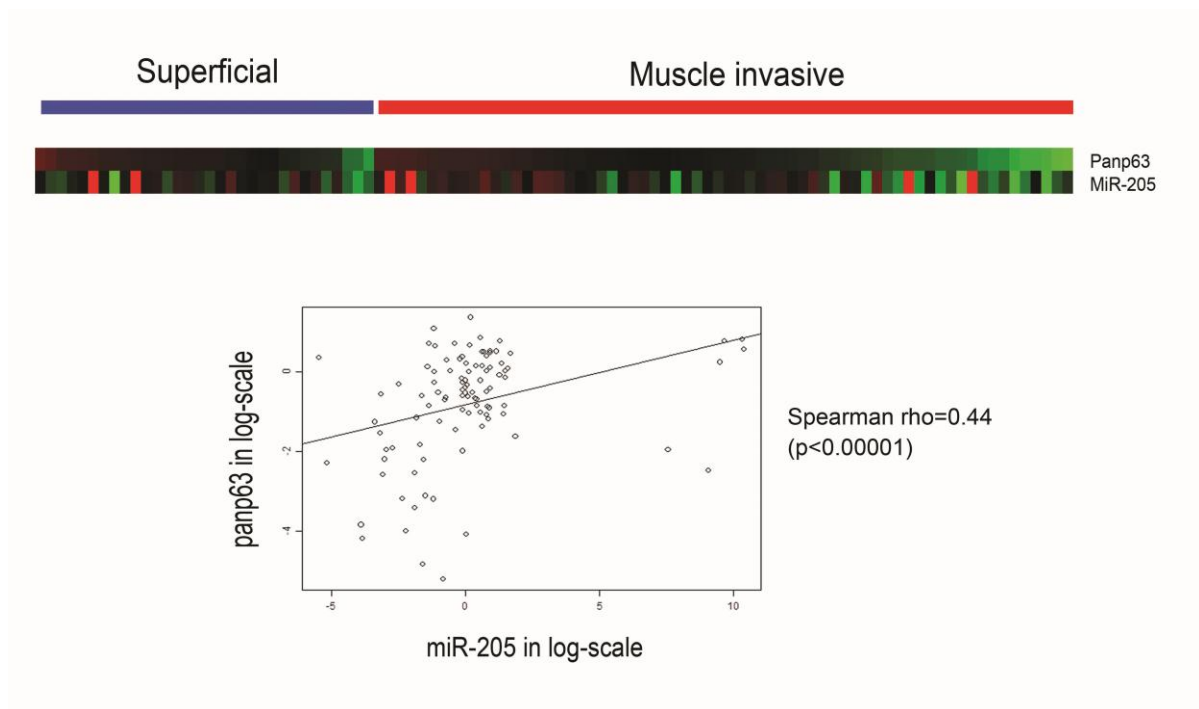 Superficial
Muscle invasive
Panp63
MiR-205
panp63 in log-scale
0
-2
-4
-5
0
5
10
miR-205 in log-scale
Spearman rho=0.44
(p<0.00001)